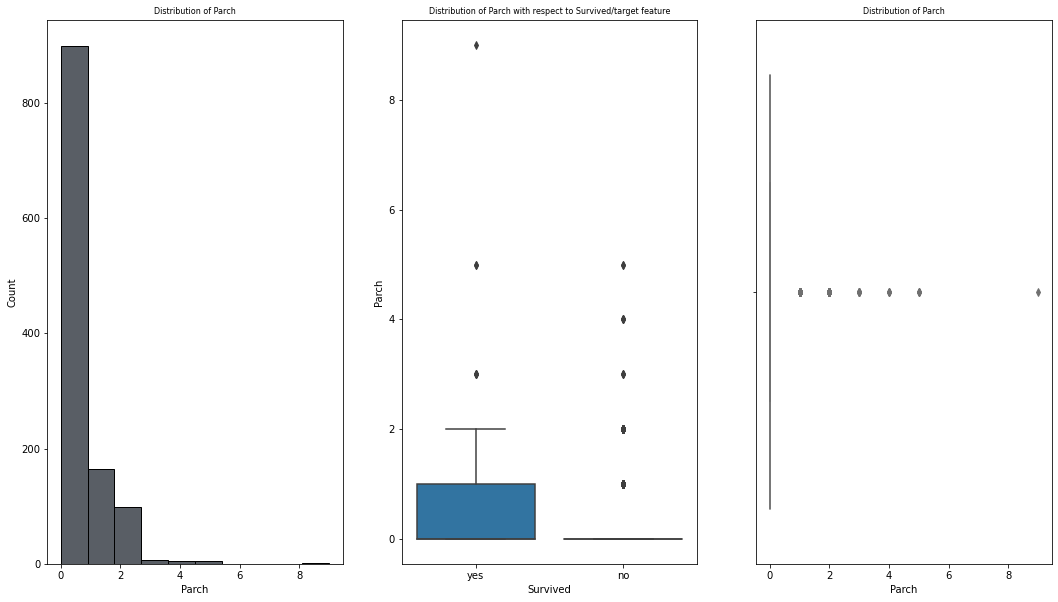 Distribution of Parch
Count
800
600
400
200
0
0 2 4 6 8
Parch
Distribution of Parch with respect to Survived/target feature
Parch
8
6
4
2
0
yes no
Survived
Distribution of Parch
0 2 4 6 8
Parch